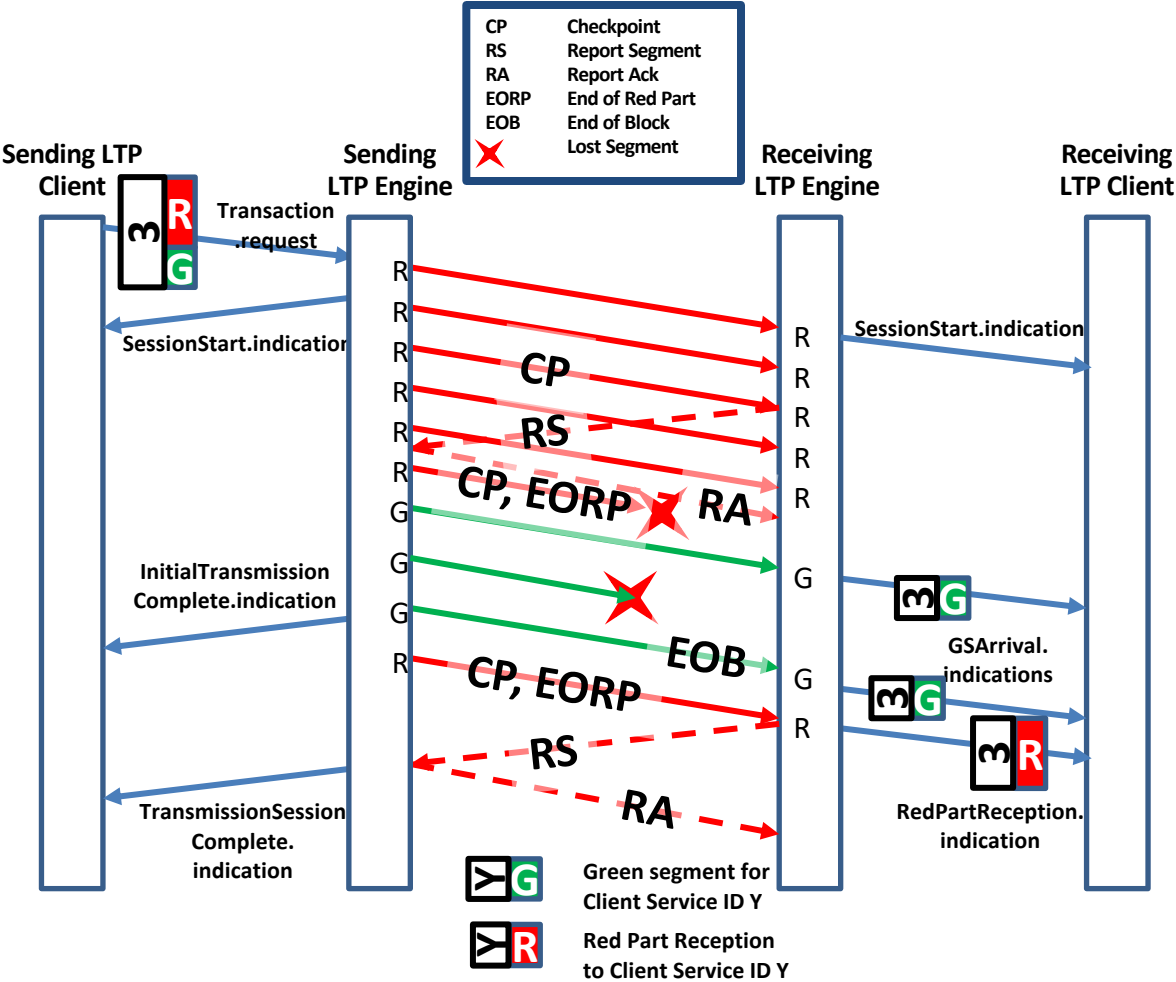 CP Checkpoint
RS Report Segment
RA Report Ack
EORP End of Red Part
EOB End of Block
Lost Segment
Sending LTP
Client
Sending
LTP Engine
Receiving
LTP Engine
Receiving
LTP Client
3 R
G
Transaction
.request
SessionStart.indication
R
R
R
R
R
R
G
G
G
R
CP
RS
CP, EORP
RA
EOB
CP, EORP
RS
RA
R
R
R
R
R
G
G
R
SessionStart.indication
InitialTransmission
Complete.indication
3 G
GSArrival.
indications
3 G
3 R
RedPartReception.
indication
TransmissionSession
Complete.
indication
Y G
Green segment for
Client Service ID Y
Y R
Red Part Reception
to Client Service ID Y